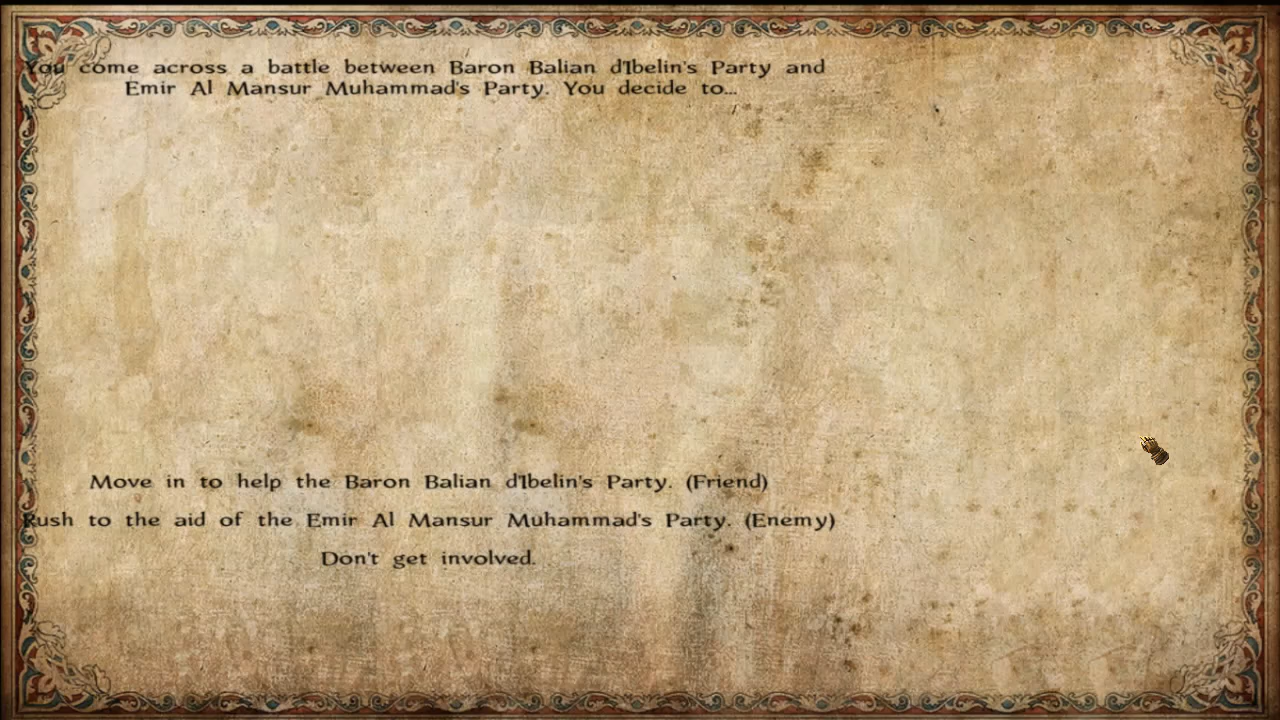 You come across a battle between Baron Balian d'Ibelin's Party and
Emir Al Mansur Muhammad's Party. You decide to...
Move in to help the Baron Balian d'Ibelin's Party. (Friend)
Rush to the aid of the Emir Al Mansur Muhammad's Party. (Enemy)
Don't get involved.